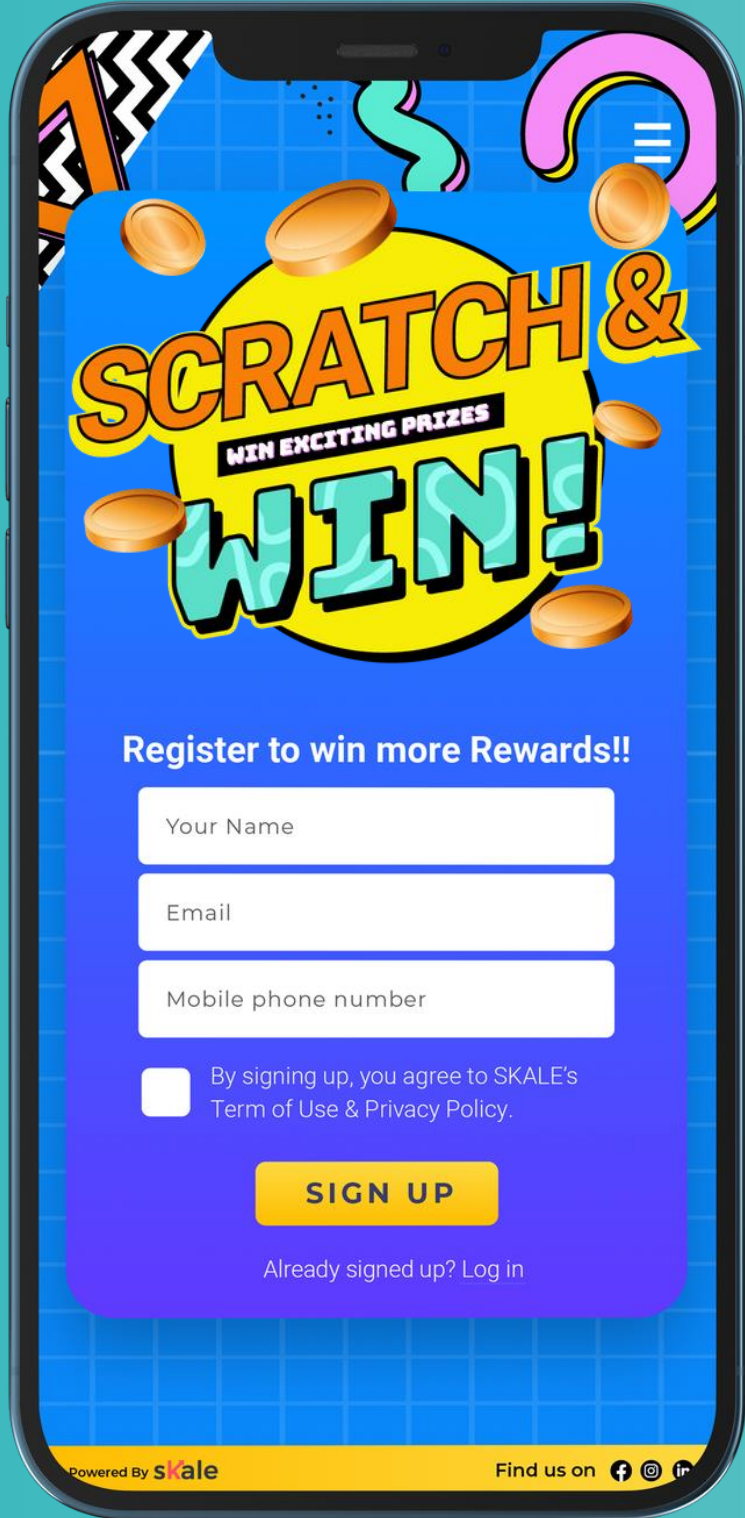 SCRATCH &
WIN EXCITING PRIZES
WIN!
Register to win more Rewards!!
Your Name
Email
Mobile phone number
By signing up, you agree to SKALE’s
Term of Use & Privacy Policy.
SIGN UP
Already signed up? Log in
Powered By skale
Find us on